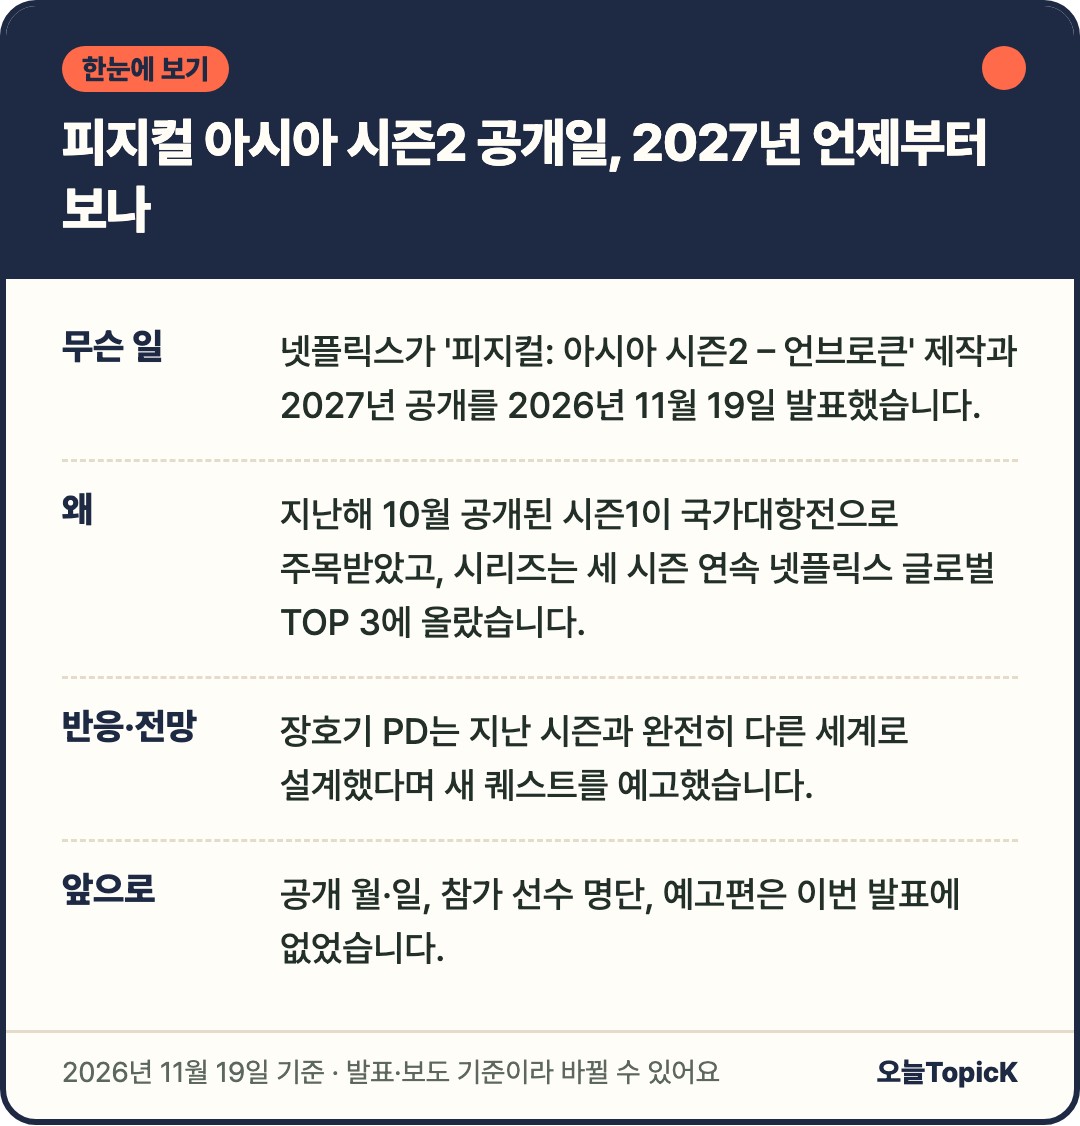 한눈에 보기
피지컬 아시아 시즌2 공개일, 2027년 언제부터
보나
무슨 일
넷플릭스가 '피지컬: 아시아 시즌2 – 언브로큰' 제작과
2027년 공개를 2026년 11월 19일 발표했습니다.
왜
지난해 10월 공개된 시즌1이 국가대항전으로
주목받았고, 시리즈는 세 시즌 연속 넷플릭스 글로벌
TOP 3에 올랐습니다.
반응·전망
장호기 PD는 지난 시즌과 완전히 다른 세계로
설계했다며 새 퀘스트를 예고했습니다.
앞으로
공개 월·일, 참가 선수 명단, 예고편은 이번 발표에
없었습니다.
2026년 11월 19일 기준 · 발표·보도 기준이라 바뀔 수 있어요
오늘TopicK